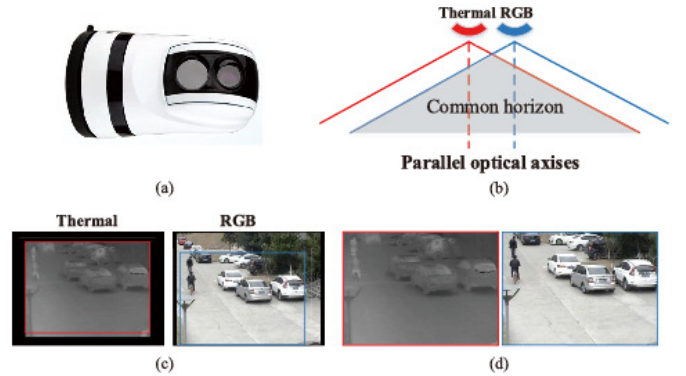 Thermal RGB
Common horizon
Parallel optical axises
(a)
(b)
Thermal
RGB
(c)
(d)